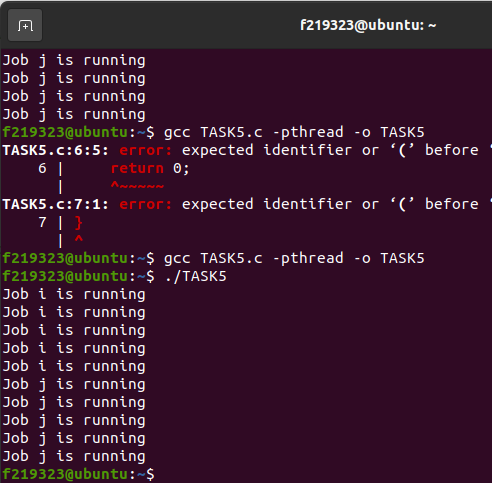 f219323@ubuntu: ~
Job j is running
Job j is running
Job j is running
Job j is running
f219323@ubuntu:~$ gcc TASK5.c -pthread -o TASK5
TASK5.c:6:5: error: expected identifier or ‘(’ before ‘
6 | return 0;
| ^~~~~~
TASK5.c:7:1: error: expected identifier or ‘(’ before ‘
7 | }
| ^
f219323@ubuntu:~$ gcc TASK5.c -pthread -o TASK5
f219323@ubuntu:~$ ./TASK5
Job i is running
Job i is running
Job i is running
Job i is running
Job i is running
Job j is running
Job j is running
Job j is running
Job j is running
Job j is running
f219323@ubuntu:~$